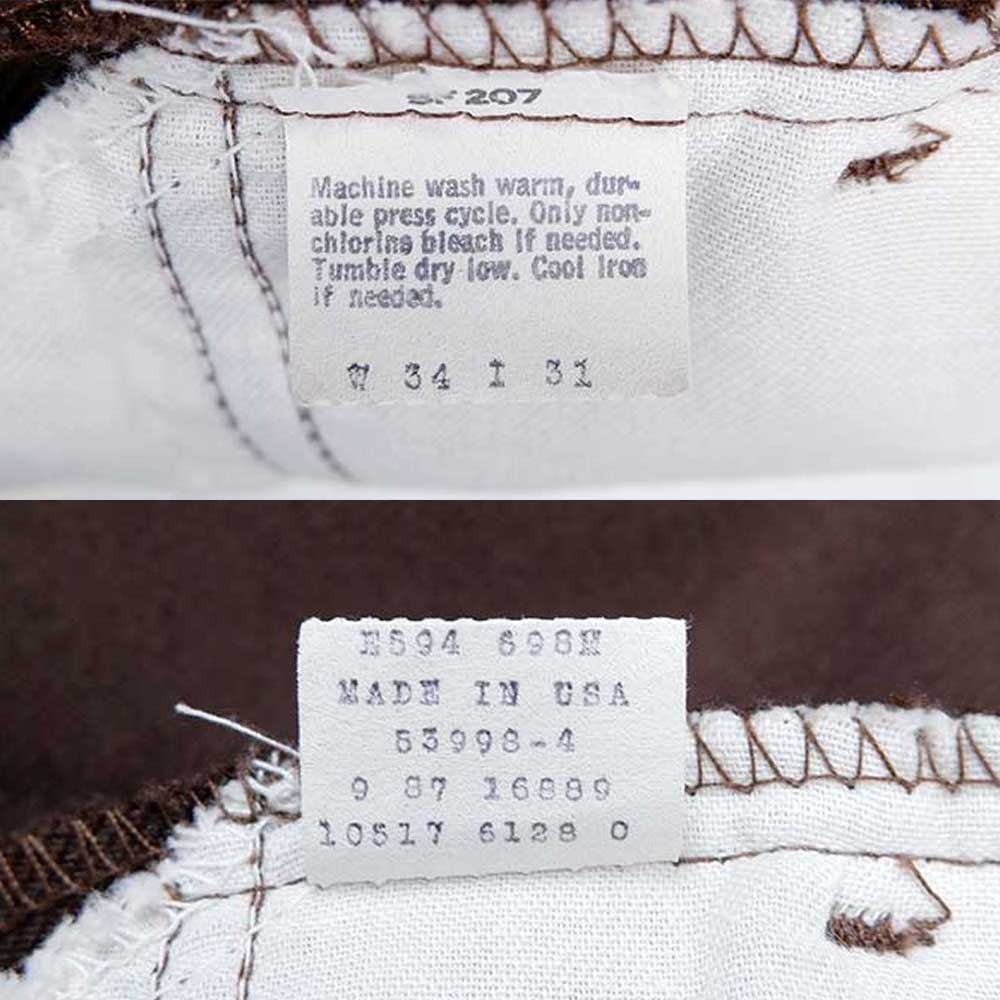 SF 207
Machine wash warm, dur-
able press cycle. Only non-
chlorine bleach if needed.
Tumble dry low. Cool iron
if needed.
W 34 I 31
E594 698M
MADE IN USA
53998-4
9 87 16889
10517 6128 0